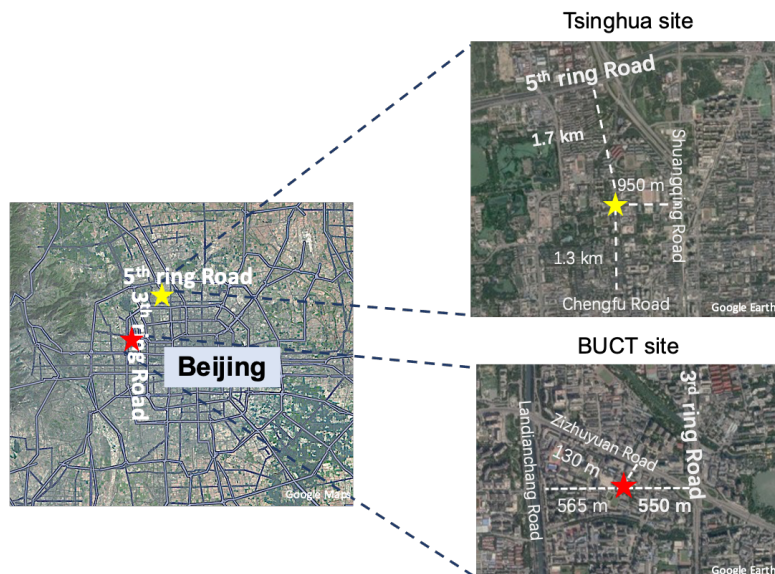 Tsinghua site
5th ring Road
1.7 km
950 m
Shuangqing Road
1.3 km
Chengfu Road
Google Earth
5th ring Road
3th ring Road
Beijing
Google Maps
BUCT site
3rd ring Road
Landianchang Road
Zizhuyuan Road
130 m
565 m
550 m
Google Earth